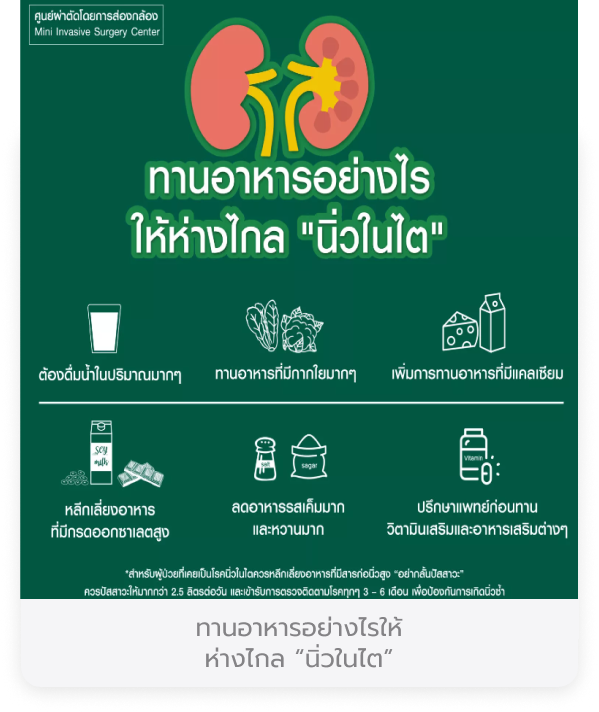 ศูนย์ผ่าตัดโดยการส่องกล้อง
Mini Invasive Surgery Center
ทานอาหารอย่างไร
ให้ห่างไกล "นิ่วในไต"
ต้องดื่มน้ำในปริมาณมากๆ
ทานอาหารที่มีกากใยมากๆ
เพิ่มการทานอาหารที่มีแคลเซียม
soy
milk
salt
sagar
Vitamin
หลีกเลี่ยงอาหาร
ที่มีกรดออกซาเลตสูง
ลดอาหารรสเค็มมาก
และหวานมาก
ปรึกษาแพทย์ก่อนทาน
วิตามินเสริมและอาหารเสริมต่างๆ
*สำหรับผู้ป่วยที่เคยเป็นโรคนิ่วในไตควรหลีกเลี่ยงอาหารที่มีสารก่อนิ่วสูง "อย่ากลั้นปัสสาวะ"
ควรปัสสาวะให้มากกว่า 2.5 ลิตรต่อวัน และเข้ารับการตรวจติดตามโรคทุกๆ 3 - 6 เดือน เพื่อป้องกันการเกิดนิ่วซ้ำ
ทานอาหารอย่างไรให้
ห่างไกล “นิ่วในไต”